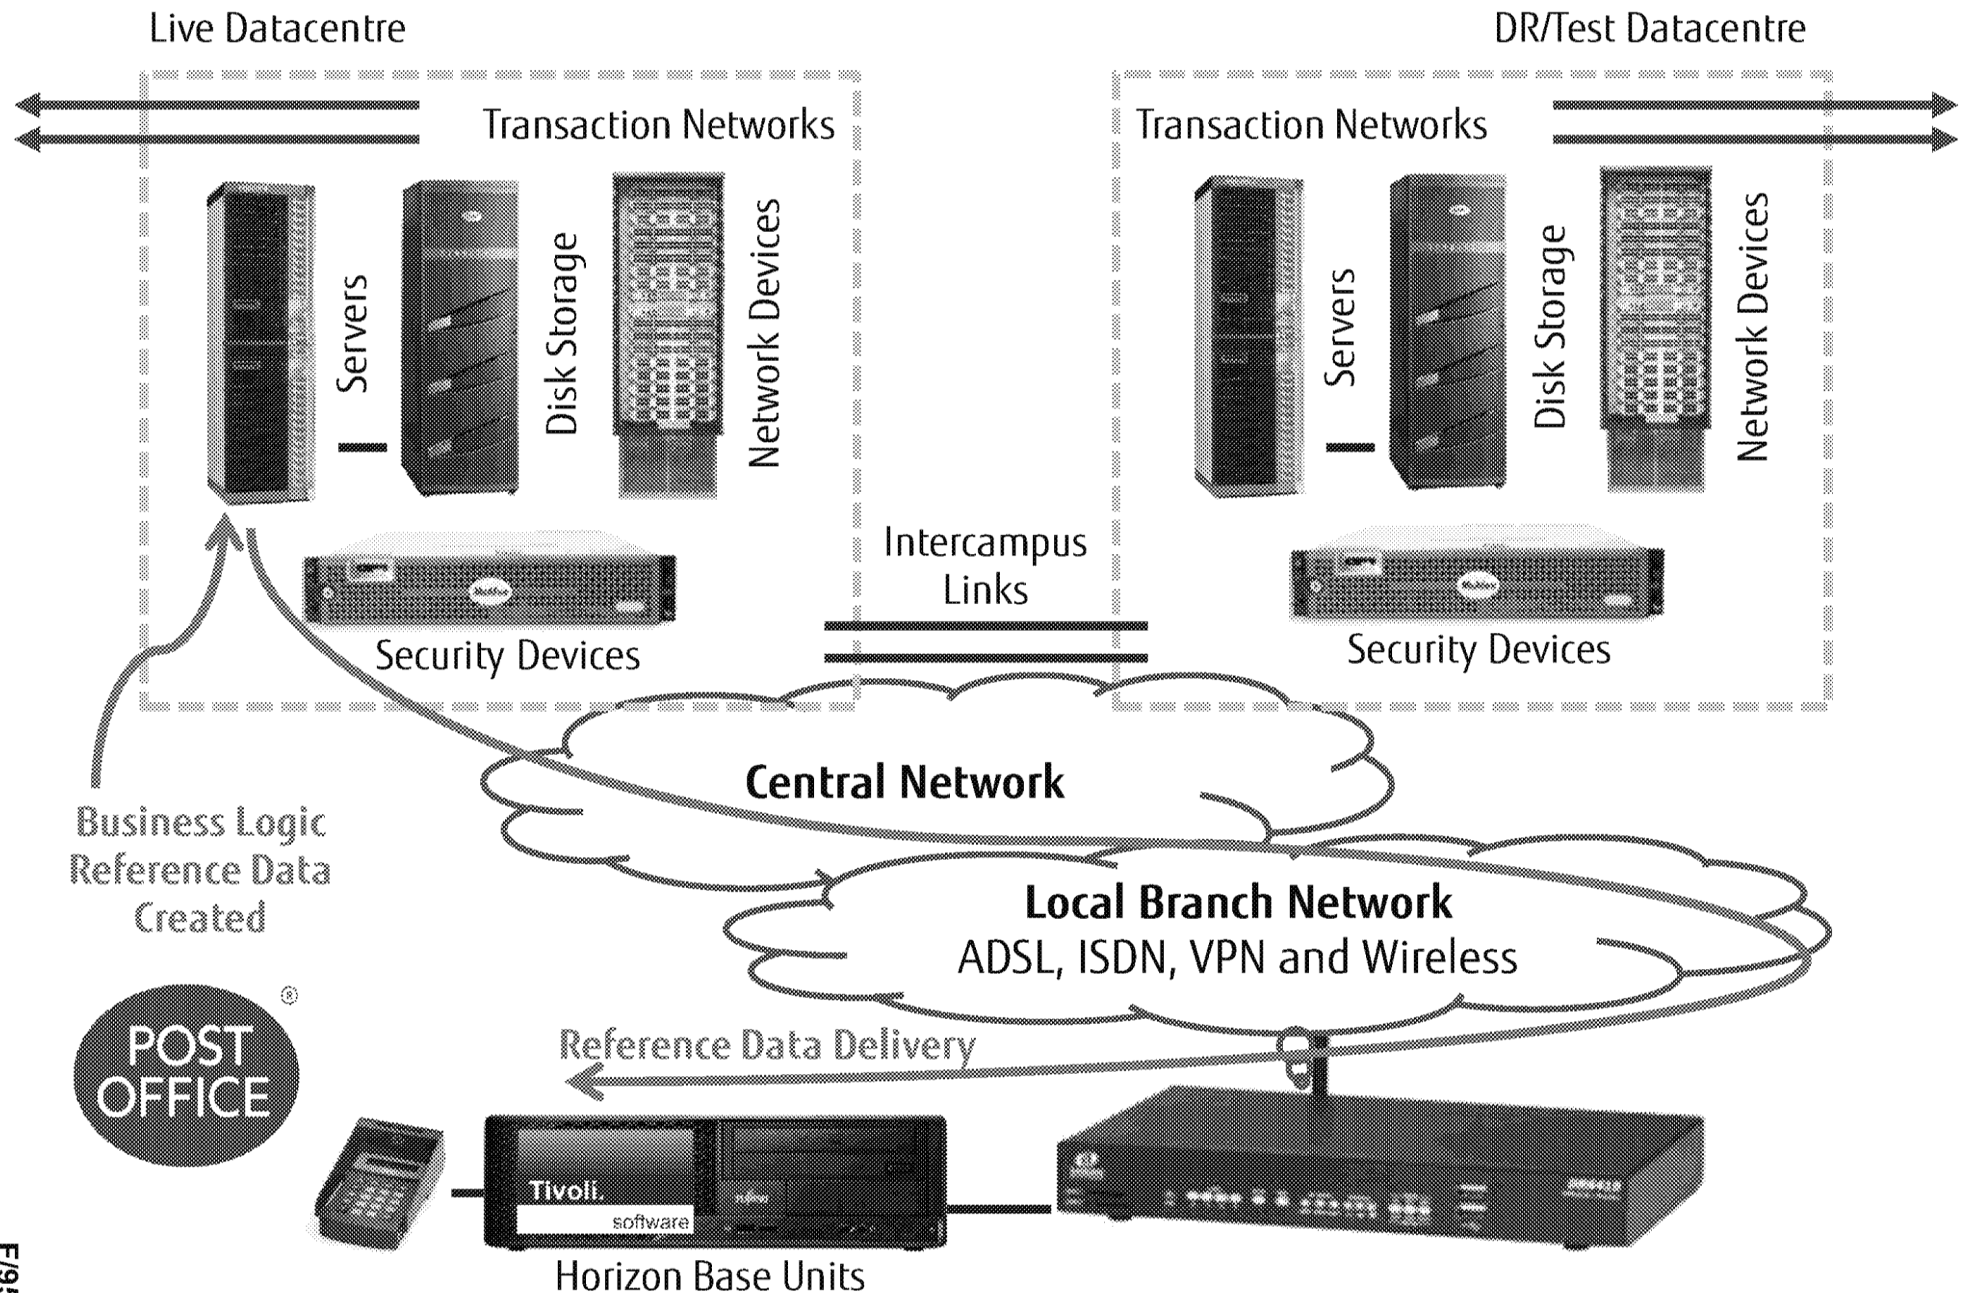 Live Datacentre
DR/Test Datacentre
Transaction Networks
Transaction Networks
Servers
Disk Storage
Network Devices
Servers
Disk Storage
Network Devices
McAfee
McAfee
Security Devices
Security Devices
Intercampus
Links
Central Network
Business Logic
Reference Data
Created
Local Branch Network
ADSL, ISDN, VPN and Wireless
POST
OFFICE
®
Reference Data Delivery
Tivoli.
software
Horizon Base Units